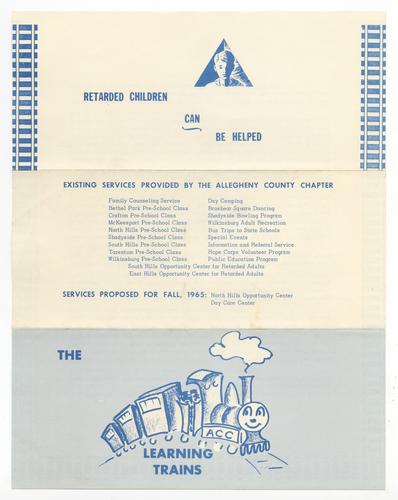 RETARDED CHILDREN
CAN
BE HELPED
EXISTING SERVICES PROVIDED BY THE ALLEGHENY COUNTY CHAPTER
Family Counseling Service
Bethel Park Pre-School Class
Crafton Pre-School Class
McKeesport Pre-School Class
North Hills Pre-School Class
Shadyside Pre-School Class
South Hills Pre-School Class
Tarentum Pre-School Class
Wilkinsburg Pre-School Class
Day Camping
Brashear Square Dancing
Shadyside Bowling Program
Wilkinsburg Adult Recreation
Bus Trips to State Schools
Special Events
Information and Referral Service
Hope Corps Volunteer Program
Public Education Program
South Hills Opportunity Center for Retarded Adults
East Hills Opportunity Center for Retarded Adults
SERVICES PROPOSED FOR FALL, 1965: North Hills Opportunity Center
Day Care Center
THE
ACC
LEARNING
TRAINS